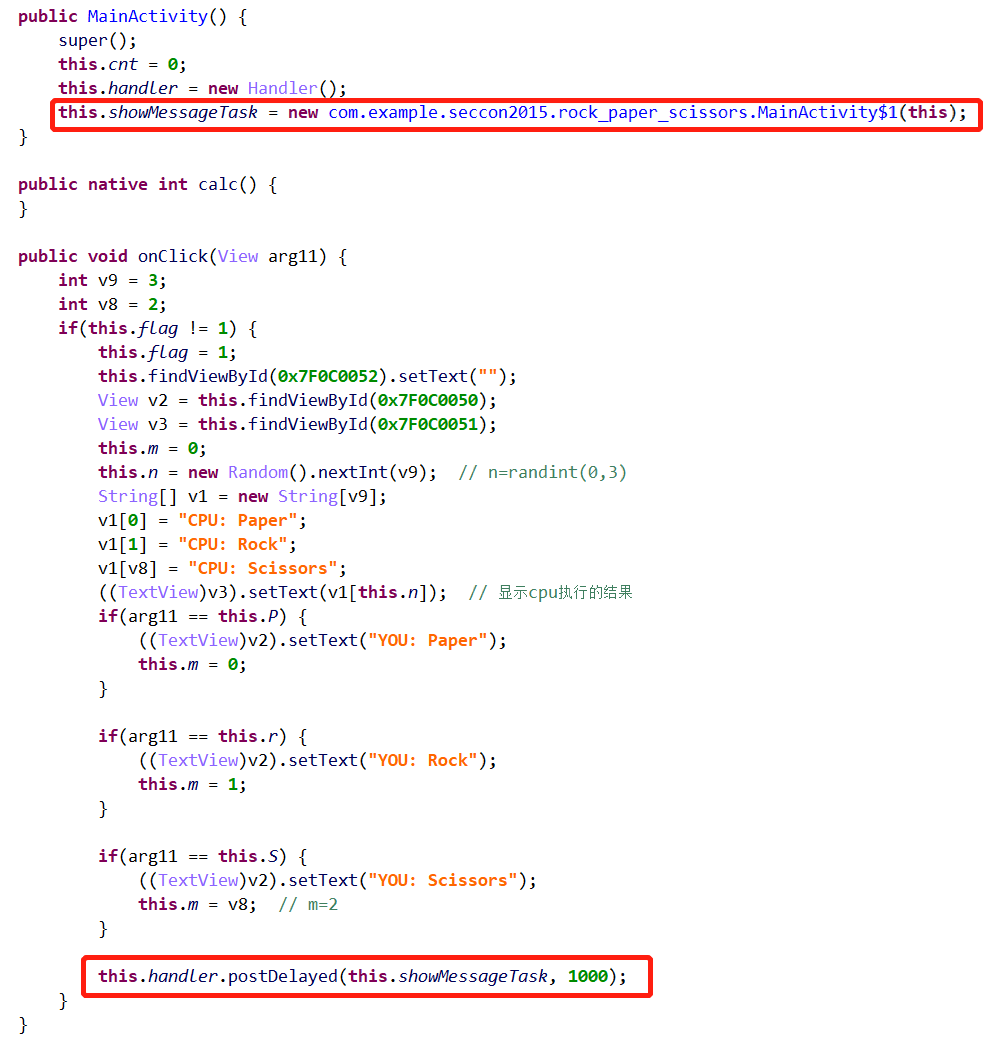 public MainActivity() {
    super();
    this.cnt = 0;
    this.handler = new Handler();
    this.showMessageTask = new com.example.seccon2015.rock_paper_scissors.MainActivity$1(this);
}

public native int calc() {
}

public void onClick(View arg11) {
    int v9 = 3;
    int v8 = 2;
    if(this.flag != 1) {
        this.flag = 1;
        this.findViewById(0x7F0C0052).setText("");
        View v2 = this.findViewById(0x7F0C0050);
        View v3 = this.findViewById(0x7F0C0051);
        this.m = 0;
        this.n = new Random().nextInt(v9);  // n=randint(0,3)
        String[] v1 = new String[v9];
        v1[0] = "CPU: Paper";
        v1[1] = "CPU: Rock";
        v1[v8] = "CPU: Scissors";
        ((TextView)v3).setText(v1[this.n]);  // 显示cpu执行的结果
        if(arg11 == this.P) {
            ((TextView)v2).setText("YOU: Paper");
            this.m = 0;
        }

        if(arg11 == this.r) {
            ((TextView)v2).setText("YOU: Rock");
            this.m = 1;
        }

        if(arg11 == this.S) {
            ((TextView)v2).setText("YOU: Scissors");
            this.m = v8;  // m=2
        }

        this.handler.postDelayed(this.showMessageTask, 1000);
    }
}